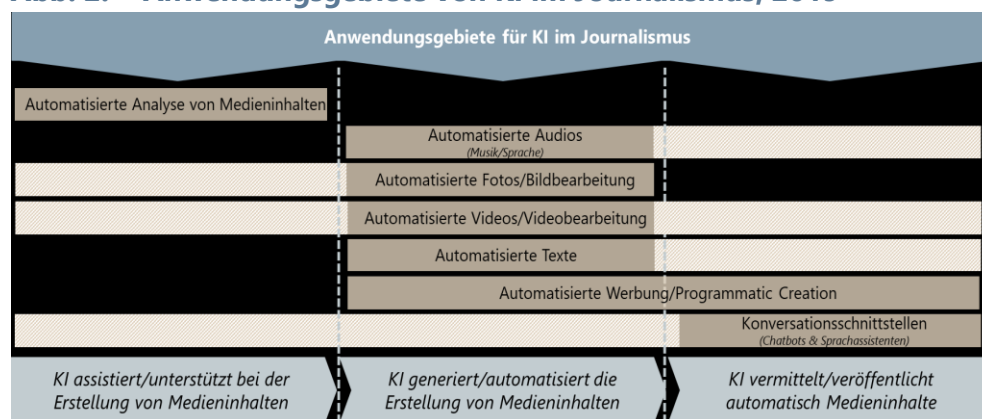 Anwendungsgebiete für KI im Journalismus
Automatisierte Analyse von Medieninhalten
Automatisierte Audios
(Musik/Sprache)
Automatisierte Fotos/Bildbearbeitung
Automatisierte Videos/Videobearbeitung
Automatisierte Texte
Automatisierte Werbung/Programmatic Creation
Konversationsschnittstellen
(Chatbots & Sprachassistenten)
KI assistiert/unterstützt bei der
Erstellung von Medieninhalten
KI generiert/automatisiert die
Erstellung von Medieninhalten
KI vermittelt/veröffentlicht
automatisch Medieninhalte